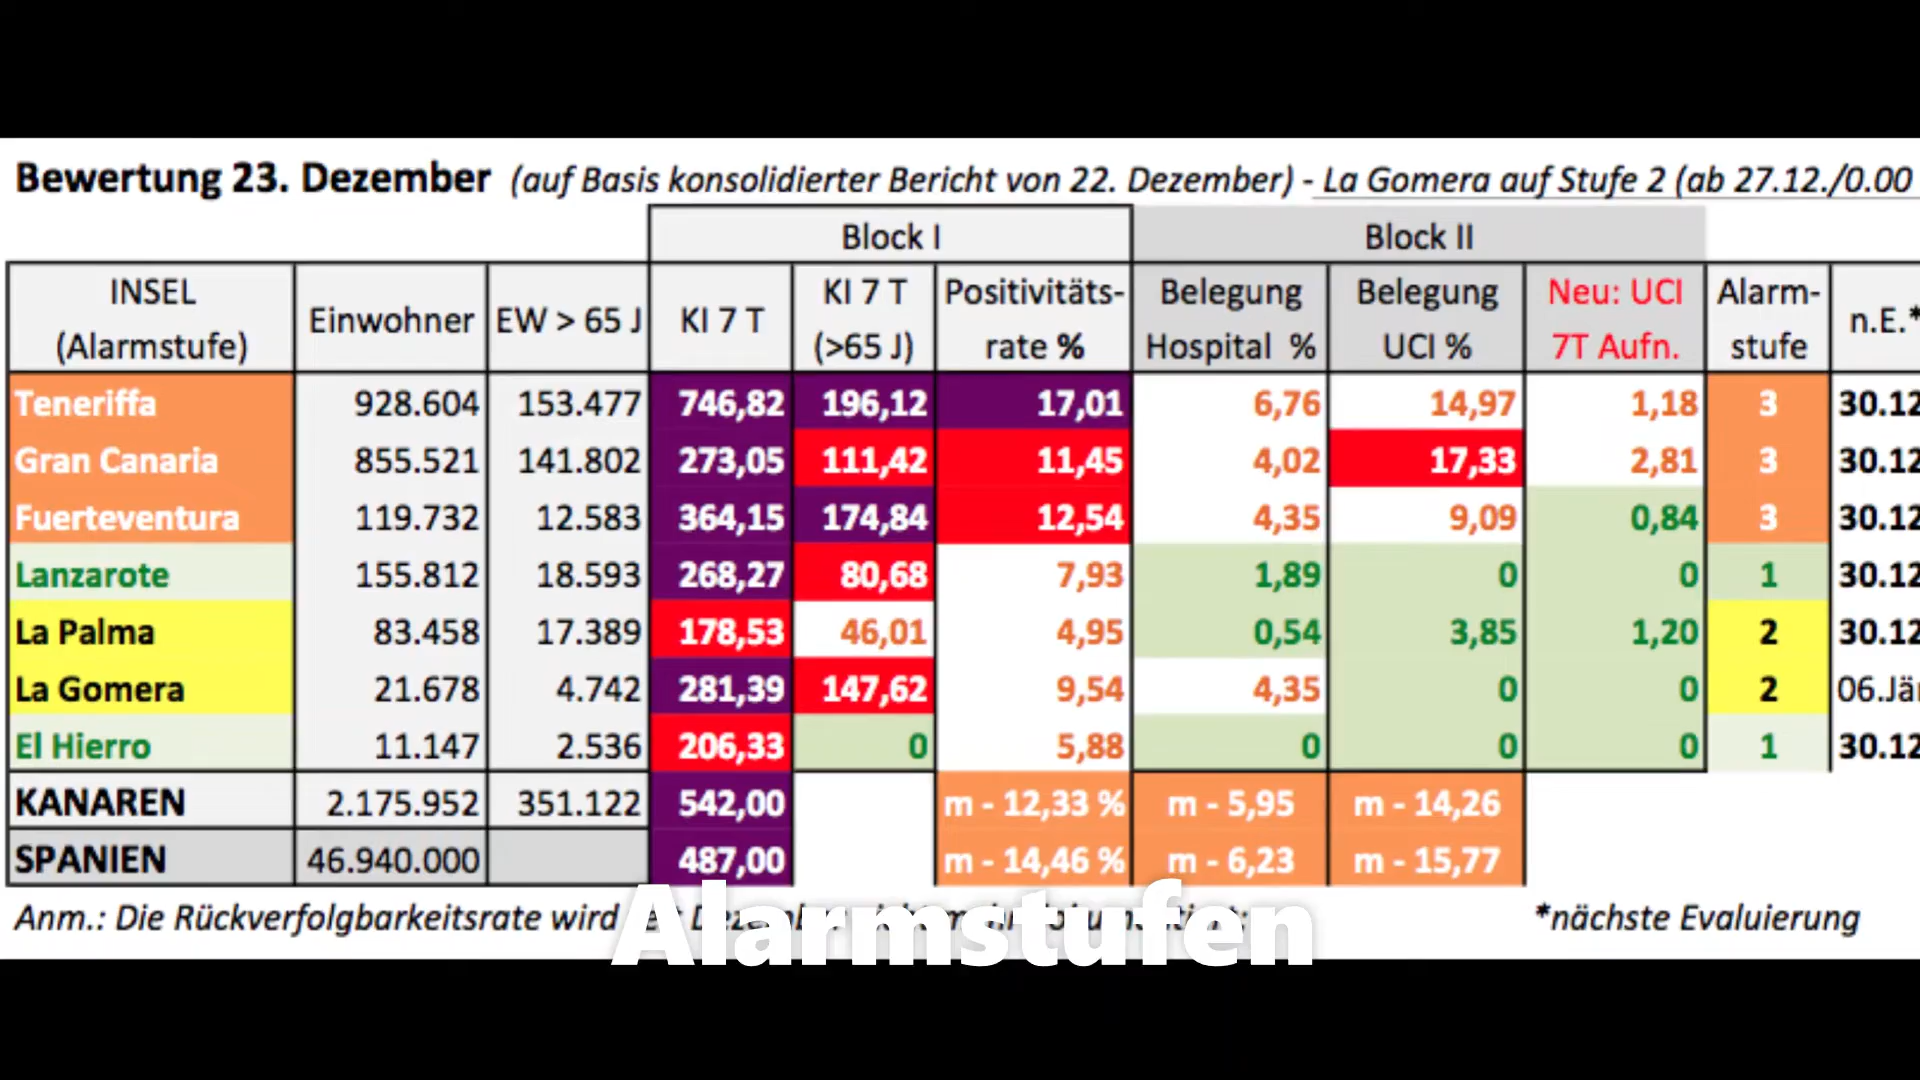 Bewertung 23. Dezember (auf Basis konsolidierter Bericht von 22. Dezember) - La Gomera auf Stufe 2 (ab 27.12./0.00
Block I Block II
INSEL (Alarmstufe) Einwohner EW > 65 J KI 7 T KI 7 T (>65 J) Positivitäts-rate % Belegung Hospital % Belegung UCI % Neu: UCI 7T Aufn. Alarm-stufe n.E.*
Teneriffa 928.604 153.477 746,82 196,12 17,01 6,76 14,97 1,18 3 30.12
Gran Canaria 855.521 141.802 273,05 111,42 11,45 4,02 17,33 2,81 3 30.12
Fuerteventura 119.732 12.583 364,15 174,84 12,54 4,35 9,09 0,84 3 30.12
Lanzarote 155.812 18.593 268,27 80,68 7,93 1,89 0 0 1 30.12
La Palma 83.458 17.389 178,53 46,01 4,95 0,54 3,85 1,20 2 30.12
La Gomera 21.678 4.742 281,39 147,62 9,54 4,35 0 0 2 06.Jän
El Hierro 11.147 2.536 206,33 0 5,88 0 0 0 1 30.12
KANAREN 2.175.952 351.122 542,00 m - 12,33 % m - 5,95 m - 14,26
SPANIEN 46.940.000 487,00 m - 14,46 % m - 6,23 m - 15,77
Anm.: Die Rückverfolgbarkeitsrate wird *nächste Evaluierung
Alarmstufen